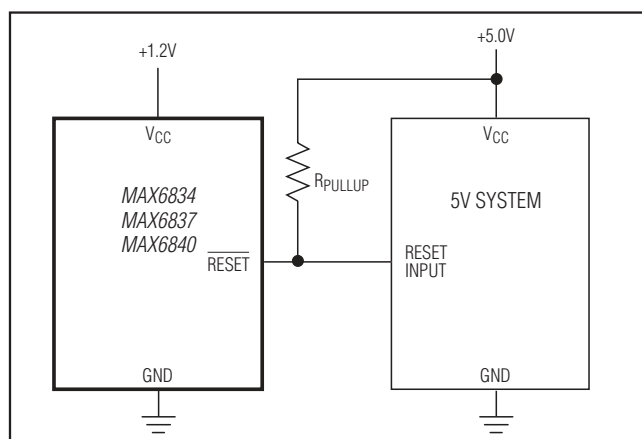 +1.2V
+5.0V
VCC
MAX6834
MAX6837
MAX6840
RESET
GND
RPULLUP
VCC
5V SYSTEM
RESET
INPUT
GND